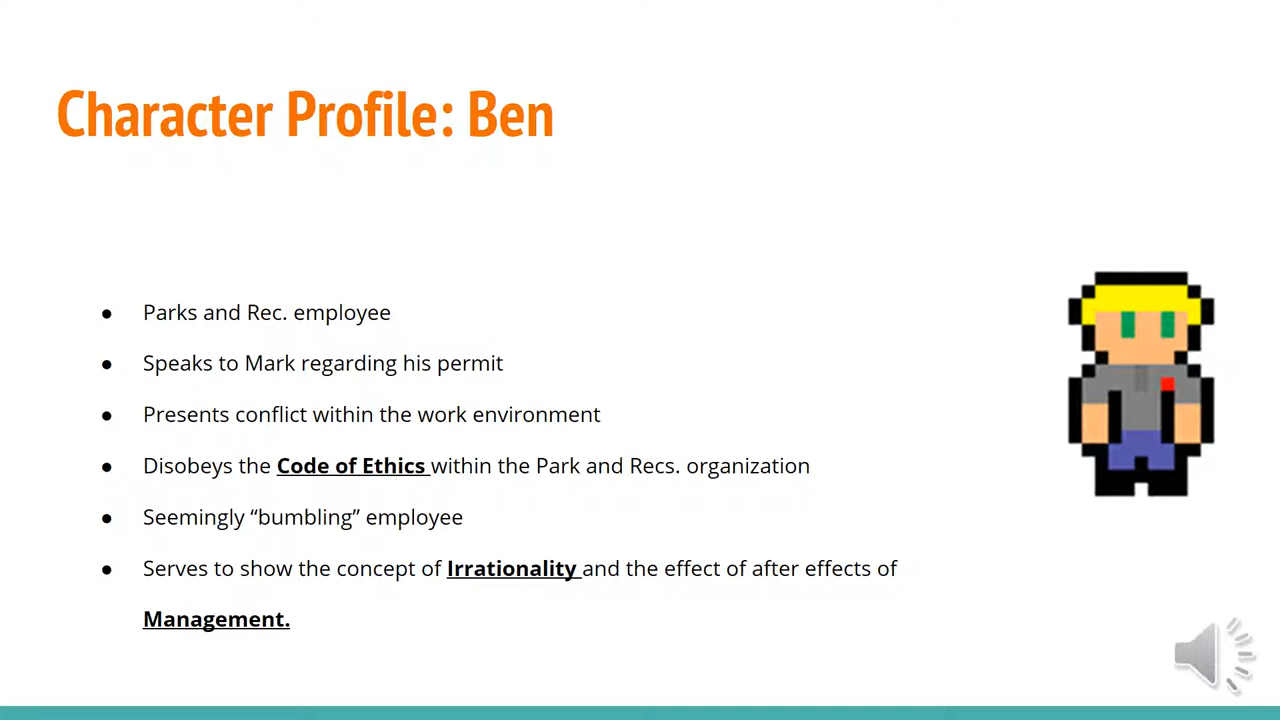 Character Profile: Ben
● Parks and Rec. employee
● Speaks to Mark regarding his permit
● Presents conflict within the work environment
● Disobeys the Code of Ethics within the Park and Recs. organization
● Seemingly “bumbling” employee
● Serves to show the concept of Irrationality and the effect of after effects of
Management.